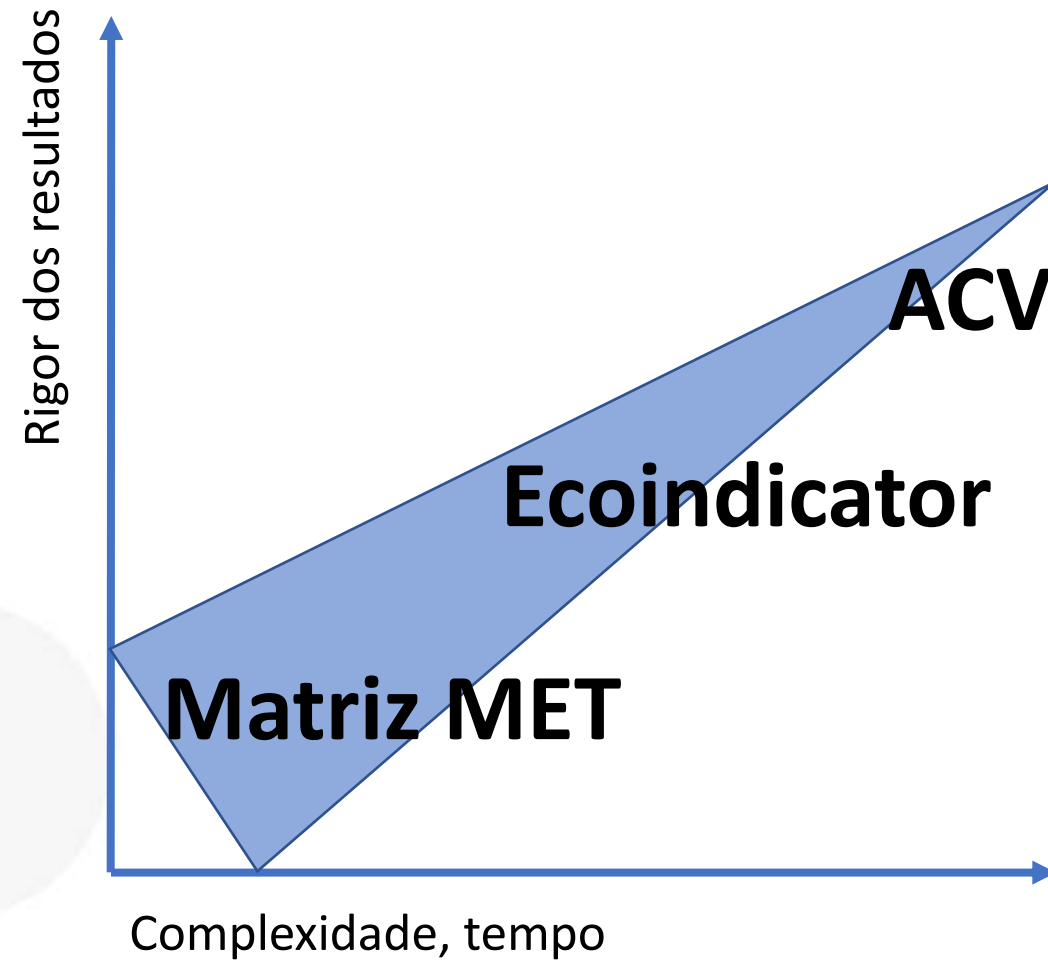 Rigor dos resultados
ACV
Ecoindicator
Matriz MET
Complexidade, tempo